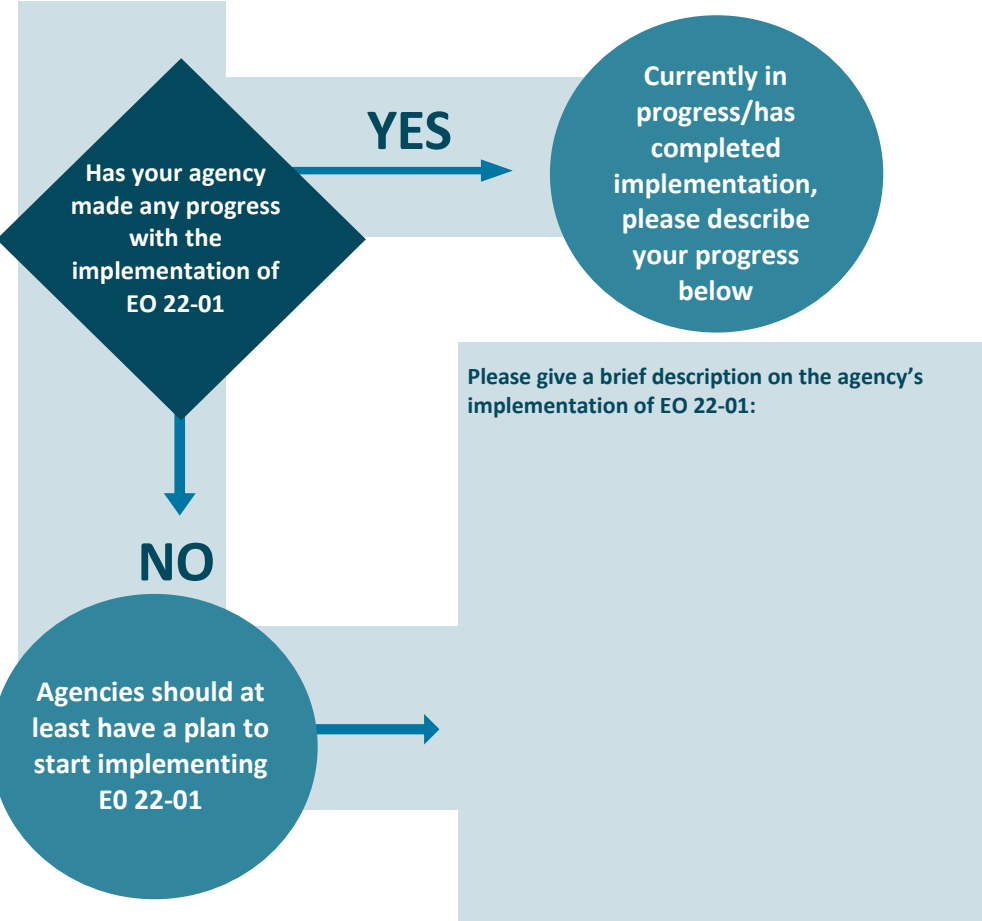 Has your agency
made any progress
with the
implementation of
EO 22-01
YES
Currently in
progress/has
completed
implementation,
please describe
your progress
below
Please give a brief description on the agency’s
implementation of EO 22-01:
NO
Agencies should at
least have a plan to
start implementing
E0 22-01